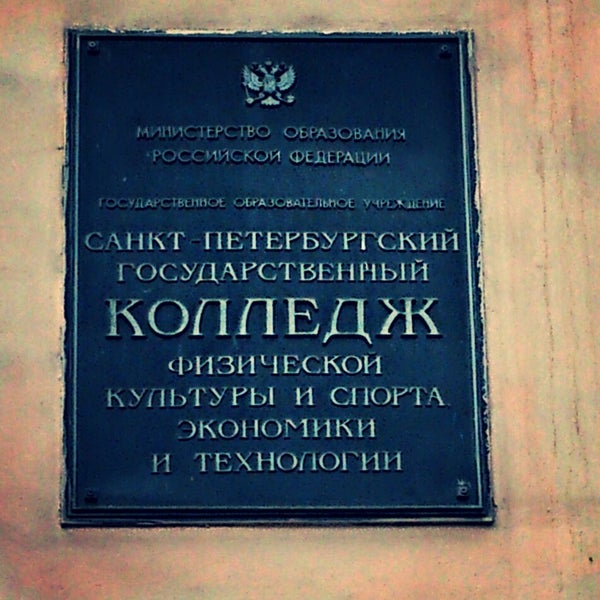 МИНИСТЕРСТВО ОБРАЗОВАНИЯ
РОССИЙСКОЙ ФЕДЕРАЦИИ
ГОСУДАРСТВЕННОЕ ОБРАЗОВАТЕЛЬНОЕ УЧРЕЖДЕНИЕ
САНКТ-ПЕТЕРБУРГСКИЙ
ГОСУДАРСТВЕННЫЙ
КОЛЛЕДЖ
ФИЗИЧЕСКОЙ
КУЛЬТУРЫ И СПОРТА
ЭКОНОМИКИ
И ТЕХНОЛОГИИ